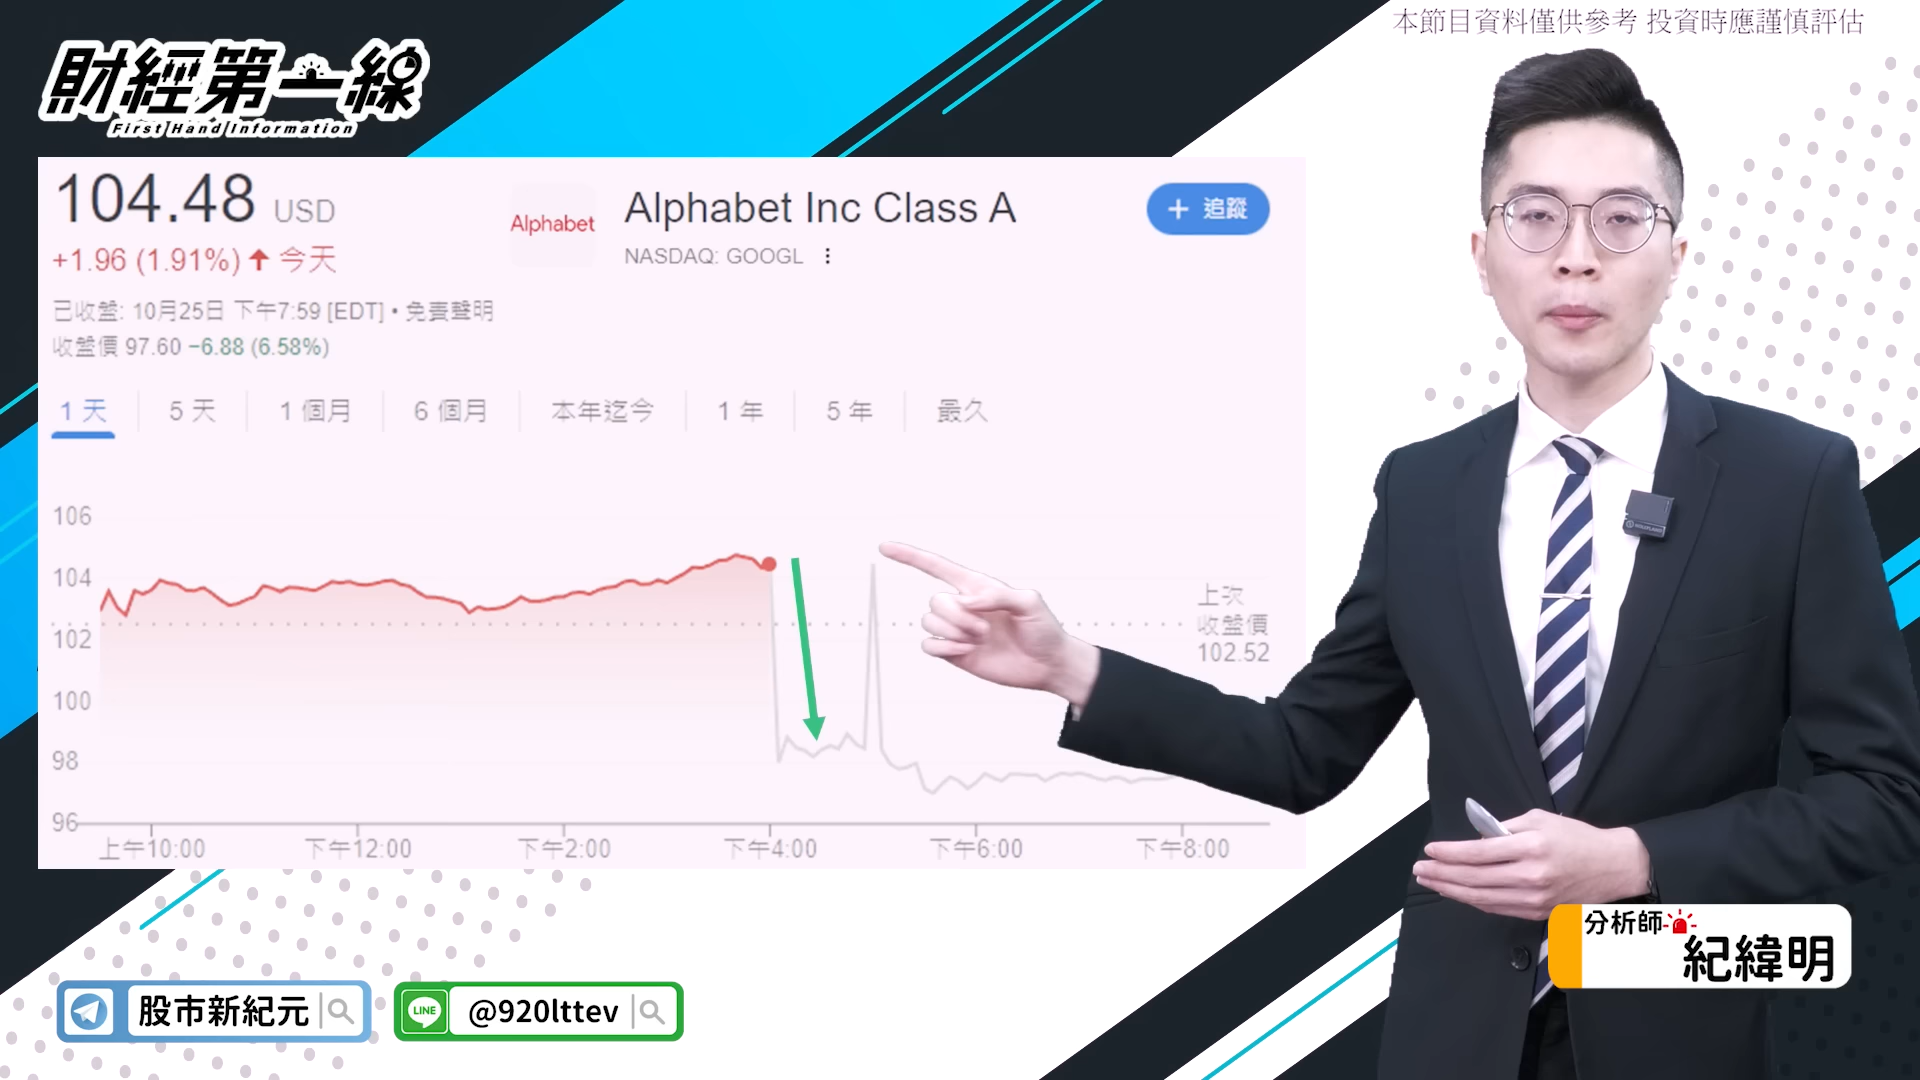 本節目資料僅供參考 投資時應謹慎評估
財經第一線
First Hand Information
104.48 USD
+1.96 (1.91%) 今天
已收盤: 10月25日 下午7:59 [EDT] • 免責聲明
收盤價 97.60 −6.88 (6.58%)
Alphabet
Alphabet Inc Class A
NASDAQ: GOOGL
+ 追蹤
1 天
5 天
1 個月
6 個月
本年迄今
1 年
5 年
最久
106
104
102
100
98
96
上次
收盤價
102.52
上午10:00
下午12:00
下午2:00
下午4:00
下午6:00
下午8:00
分析師
紀緯明
股市新紀元
LINE
@920lttev